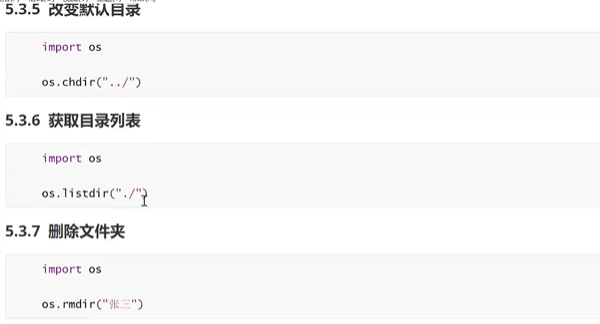 5.3.5 改变默认目录
import os
os.chdir("../")
5.3.6 获取目录列表
import os
os.listdir("./")
5.3.7 删除文件夹
import os
os.rmdir("张三")